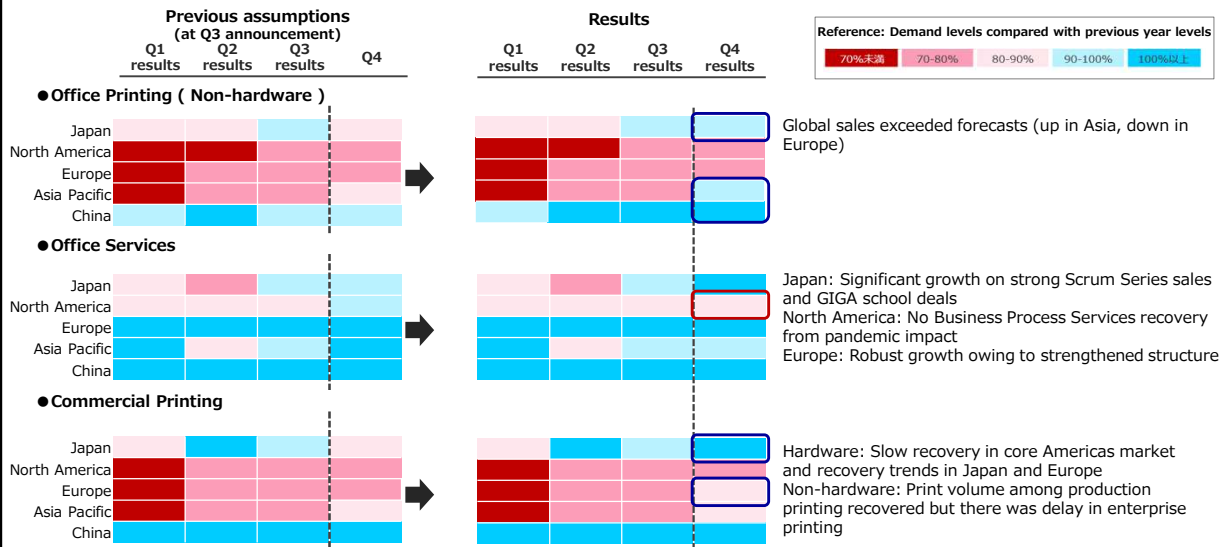 Previous assumptions
(at Q3 announcement)
Results
Q1 results
Q2 results
Q3 results
Q4
Q1 results
Q2 results
Q3 results
Q4 results
Reference: Demand levels compared with previous year levels
70%未満 70-80% 80-90% 90-100% 100%以上
●Office Printing ( Non-hardware )
Japan
North America
Europe
Asia Pacific
China
Global sales exceeded forecasts (up in Asia, down in
Europe)
●Office Services
Japan
North America
Europe
Asia Pacific
China
Japan: Significant growth on strong Scrum Series sales
and GIGA school deals
North America: No Business Process Services recovery
from pandemic impact
Europe: Robust growth owing to strengthened structure
●Commercial Printing
Japan
North America
Europe
Asia Pacific
China
Hardware: Slow recovery in core Americas market
and recovery trends in Japan and Europe
Non-hardware: Print volume among production
printing recovered but there was delay in enterprise
printing